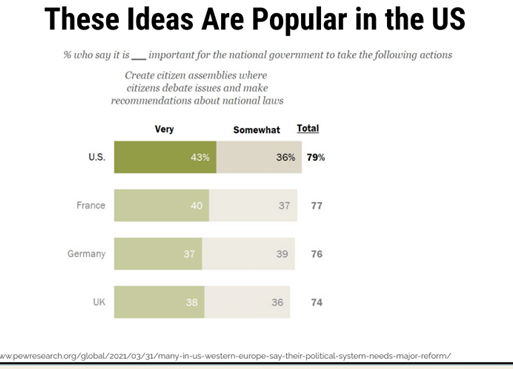 These Ideas Are Popular in the US
% who say it is __ important for the national government to take the following actions
Create citizen assemblies where
citizens debate issues and make
recommendations about national laws
Very Somewhat Total
U.S. 43% 36% 79%
France 40 37 77
Germany 37 39 76
UK 38 36 74
ww.pewresearch.org/global/2021/03/31/many-in-us-western-europe-say-their-political-system-needs-major-reform/